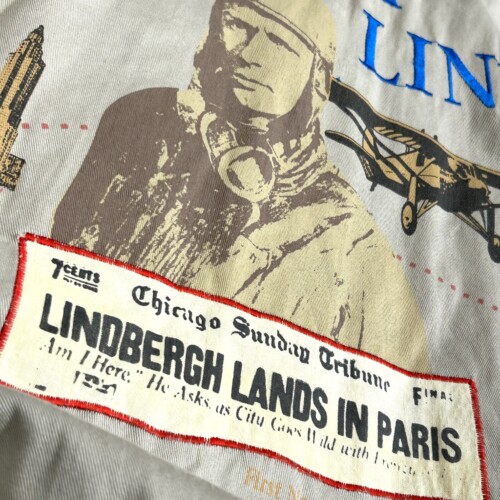 LIN
7 CENTS
Chicago Sunday Tribune
FINAL
LINDBERGH LANDS IN PARIS
Am I Here," He Asks, as City Goes Wild with
First